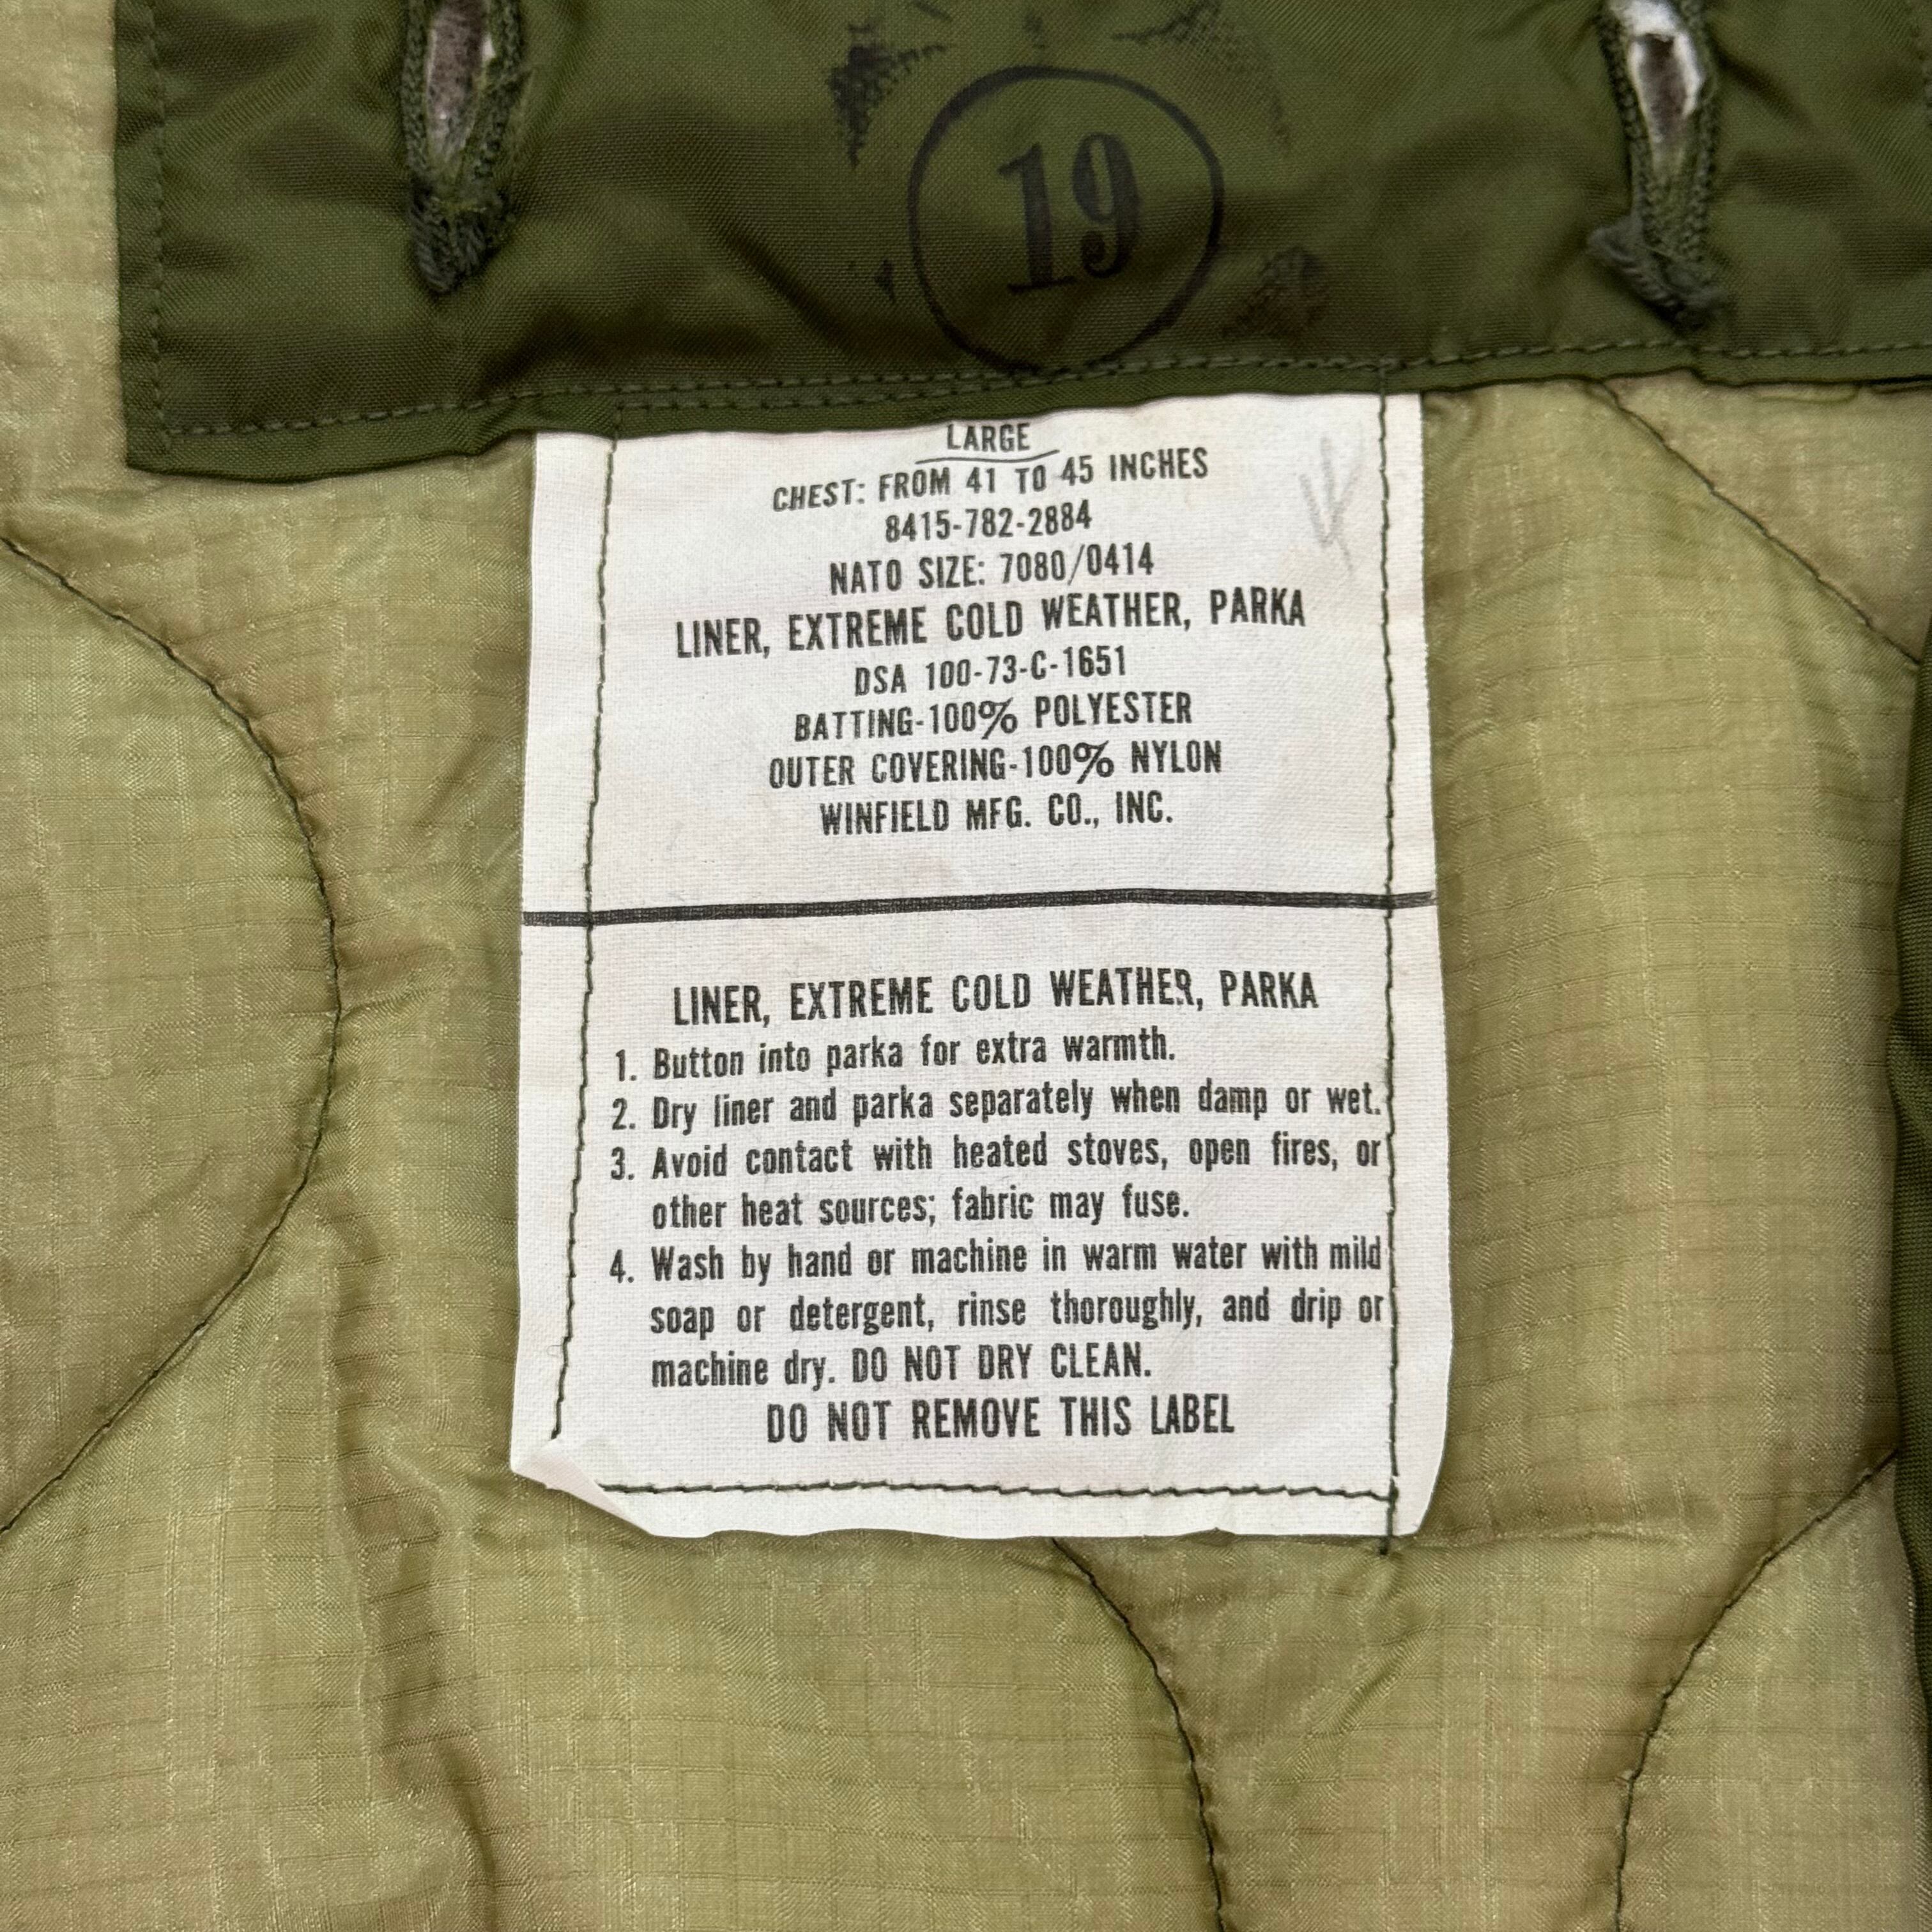 19
LARGE
CHEST: FROM 41 TO 45 INCHES
8415-782-2884
NATO SIZE: 7080/0414
LINER, EXTREME COLD WEATHER, PARKA
DSA 100-73-C-1651
BATTING-100% POLYESTER
OUTER COVERING-100% NYLON
WINFIELD MFG. CO., INC.
LINER, EXTREME COLD WEATHER, PARKA
1. Button into parka for extra warmth.
2. Dry liner and parka separately when damp or wet.
3. Avoid contact with heated stoves, open fires, or
other heat sources; fabric may fuse.
4. Wash by hand or machine in warm water with mild
soap or detergent, rinse thoroughly, and drip or
machine dry. DO NOT DRY CLEAN.
DO NOT REMOVE THIS LABEL